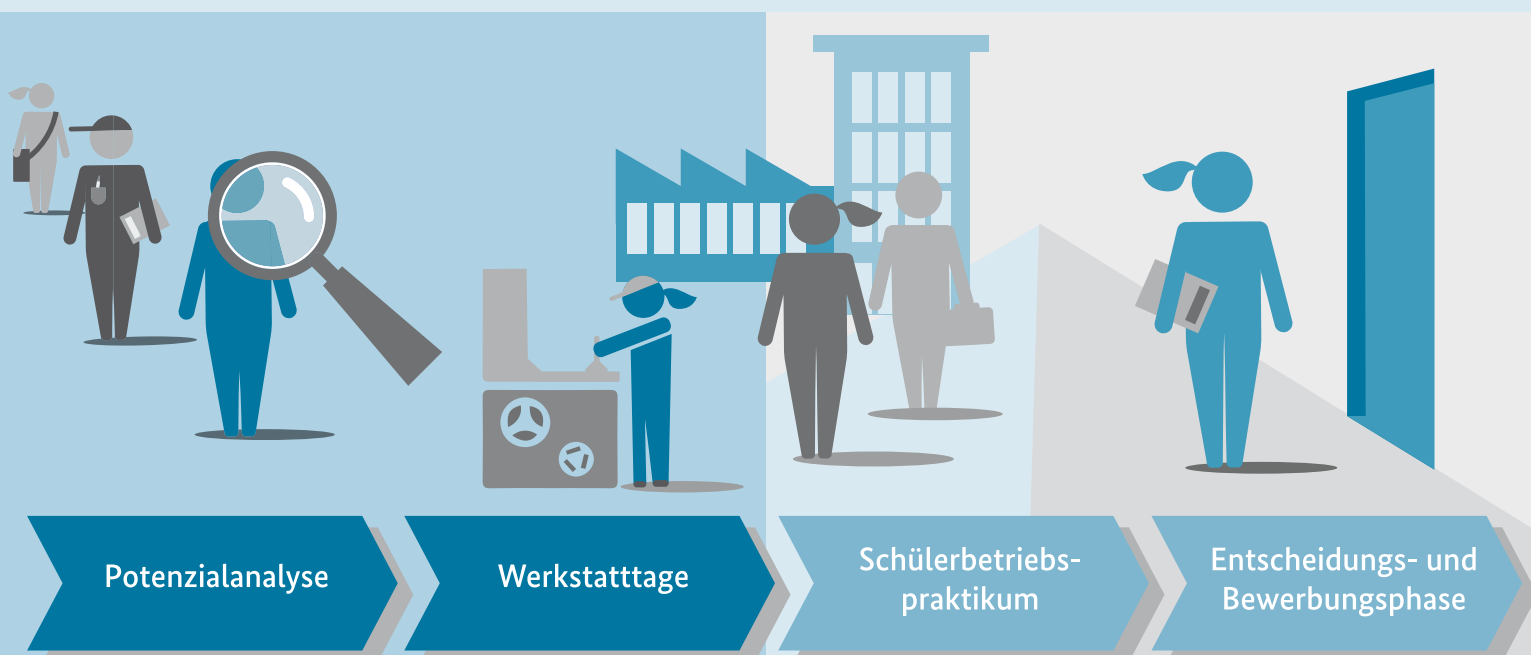 Potenzialanalyse
Werkstatttage
Schülerbetriebs-
praktikum
Entscheidungs- und
Bewerbungsphase